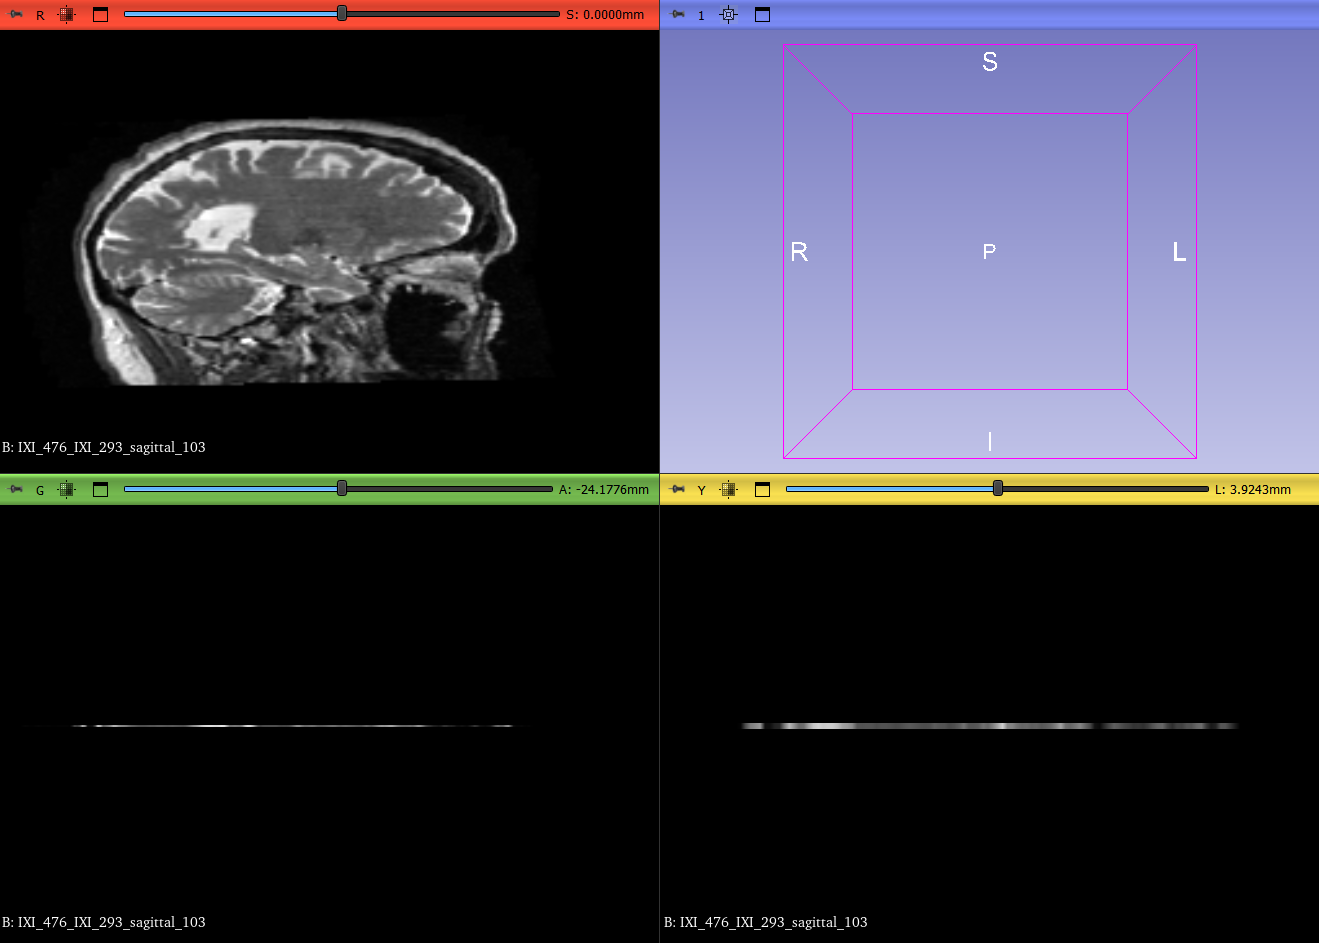 R S: 0.0000mm
1
S
R P L
I
B: IXI_476_IXI_293_sagittal_103
G A: -24.1776mm
Y L: 3.9243mm
B: IXI_476_IXI_293_sagittal_103
B: IXI_476_IXI_293_sagittal_103